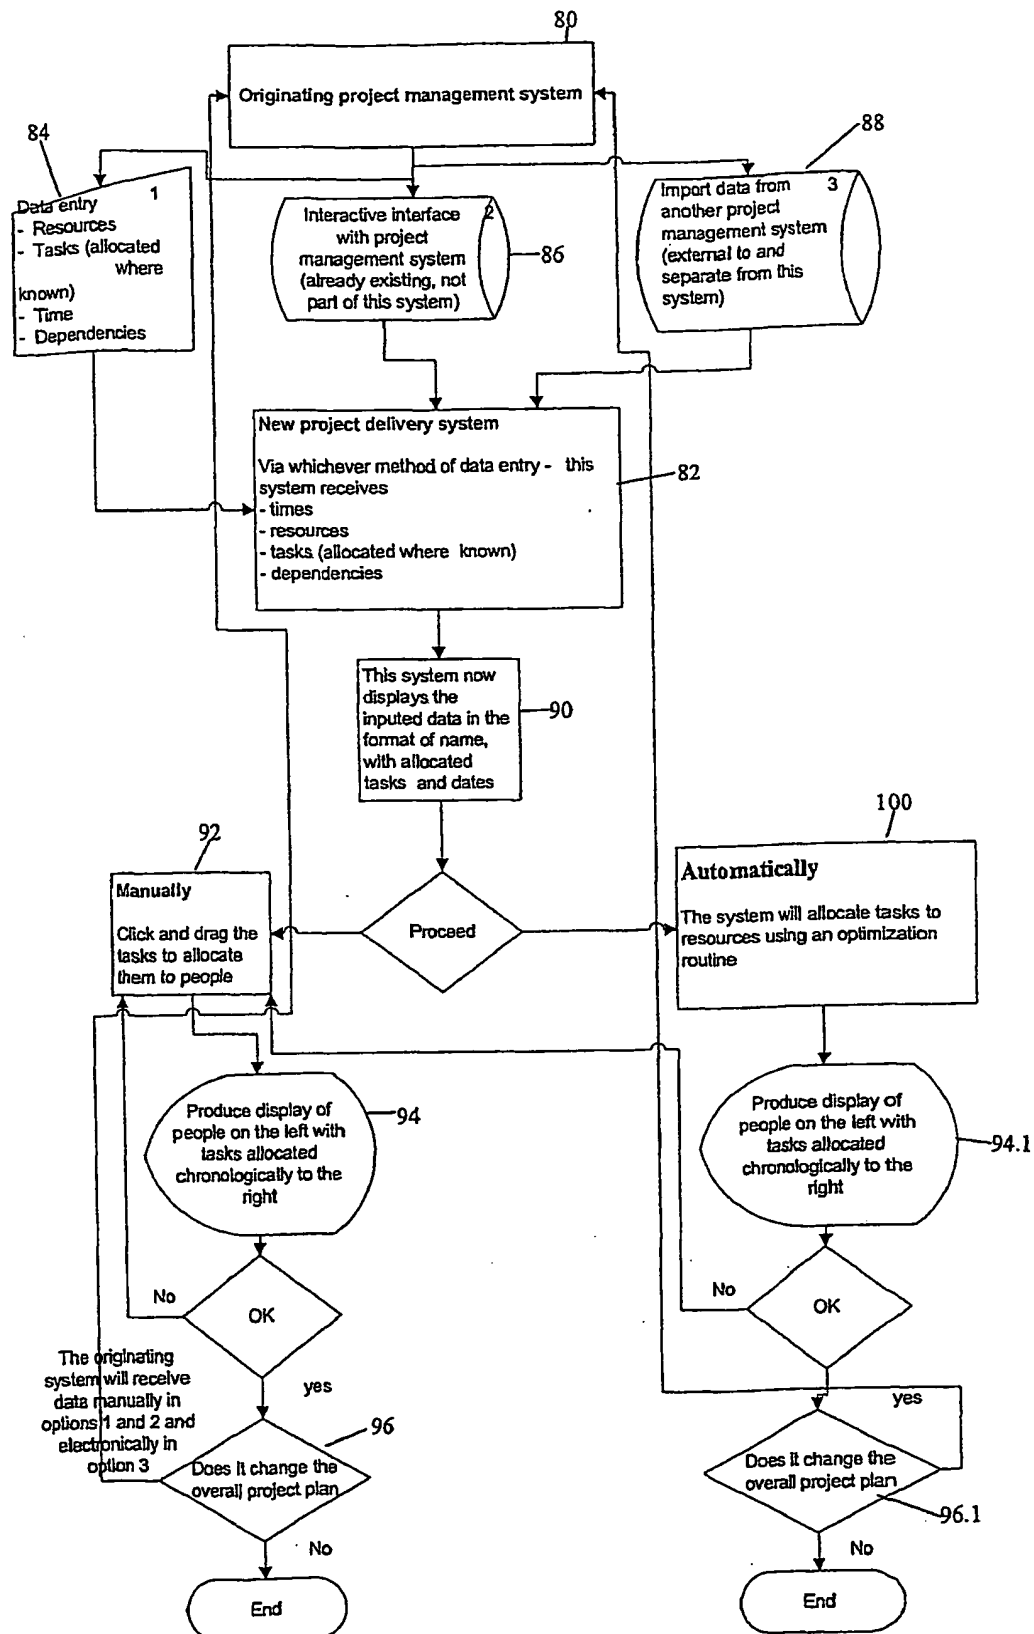 80
Originating project management system
84
88
1
Data entry
- Resources
- Tasks (allocated
where
known)
- Time
- Dependencies
2
Interactive interface
with project
management system
(already existing, not
part of this system)
86
3
Import data from
another project
management system
(external to and
separate from this
system)
New project delivery system
Via whichever method of data entry - this
system receives
- times
- resources
- tasks (allocated where known)
- dependencies
82
This system now
displays the
inputed data in the
format of name,
with allocated
tasks and dates
90
92
100
Manually
Click and drag the
tasks to allocate
them to people
Proceed
Automatically
The system will allocate tasks to
resources using an optimization
routine
Produce display of
people on the left with
tasks allocated
chronologically to the
right
94
Produce display of
people on the left with
tasks allocated
chronologically to the
right
94.1
No
OK
No
OK
The originating
system will receive
data manually in
options 1 and 2 and
electronically in
option 3
yes
yes
96
Does it change the
overall project plan
Does it change the
overall project plan
96.1
No
No
End
End